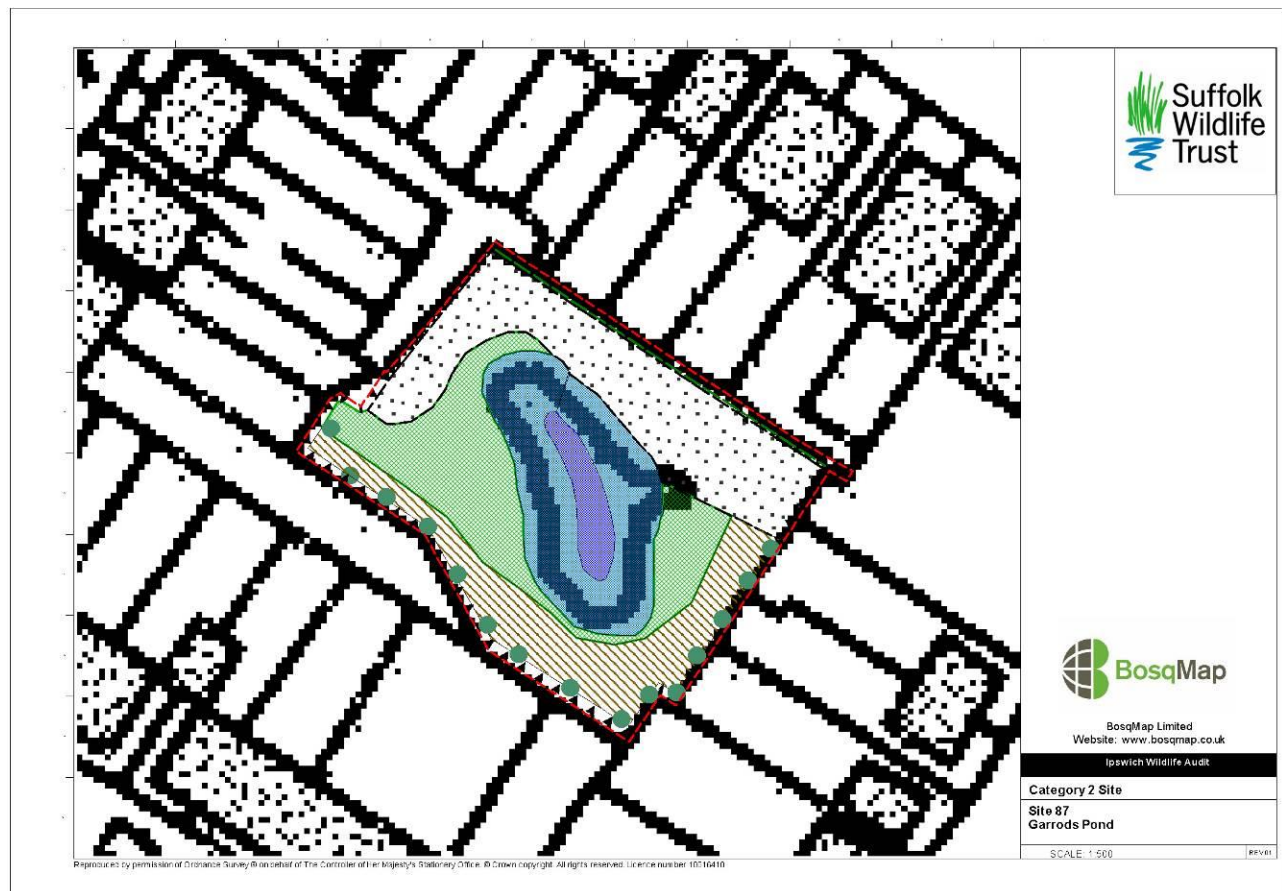 Suffolk
Wildlife
Trust
BosqMap
BosqMap Limited
Website: www.bosqmap.co.uk
Ipswich Wildlife Audit
Category 2 Site
Site 87
Garrods Pond
SCALE: 1:500
REV01
Reproduced by permission of Ordnance Survey ® on behalf of The Controller of Her Majesty's Stationery Office. © Crown copyright. All rights reserved. Licence number 10016410